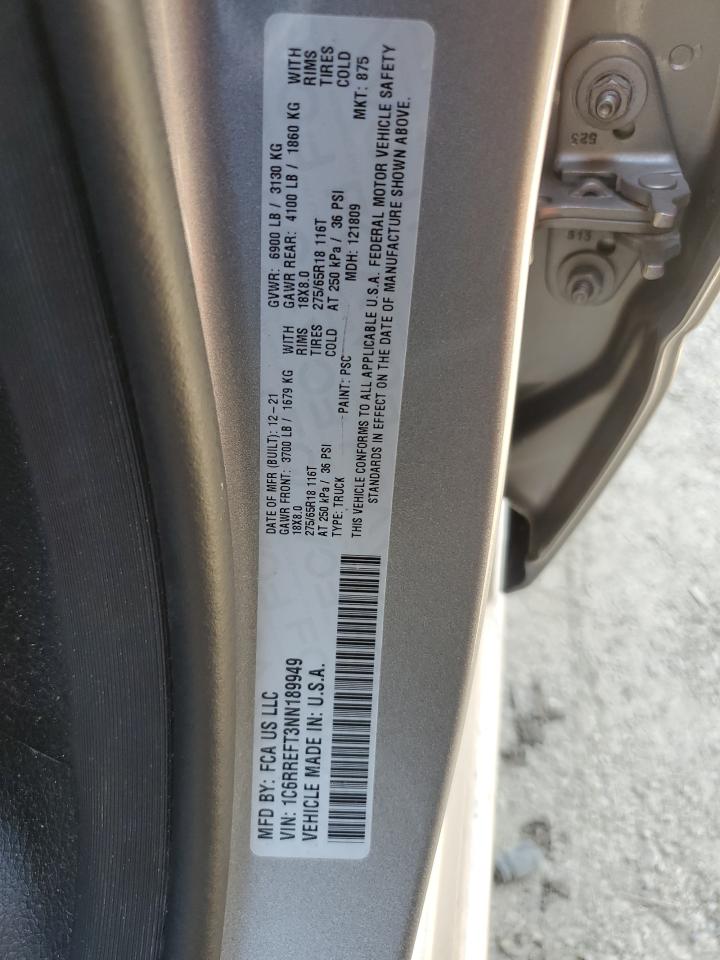 MFD BY: FCA US LLC
VIN: 1C6RREFT3NN189949
VEHICLE MADE IN: U.S.A.
DATE OF MFR (BUILT): 12-21
GAWR FRONT: 3700 LB / 1679 KG WITH
18X8.0 RIMS
275/65R18 116T TIRES
AT 250 kPa / 36 PSI COLD
TYPE: TRUCK PAINT: PSC
GVWR: 6900 LB / 3130 KG
GAWR REAR: 4100 LB / 1860 KG WITH
18X8.0 RIMS
275/65R18 116T TIRES
AT 250 kPa / 36 PSI COLD
MDH: 121809 MKT: 875
THIS VEHICLE CONFORMS TO ALL APPLICABLE U.S.A. FEDERAL MOTOR VEHICLE SAFETY
STANDARDS IN EFFECT ON THE DATE OF MANUFACTURE SHOWN ABOVE.
523
513